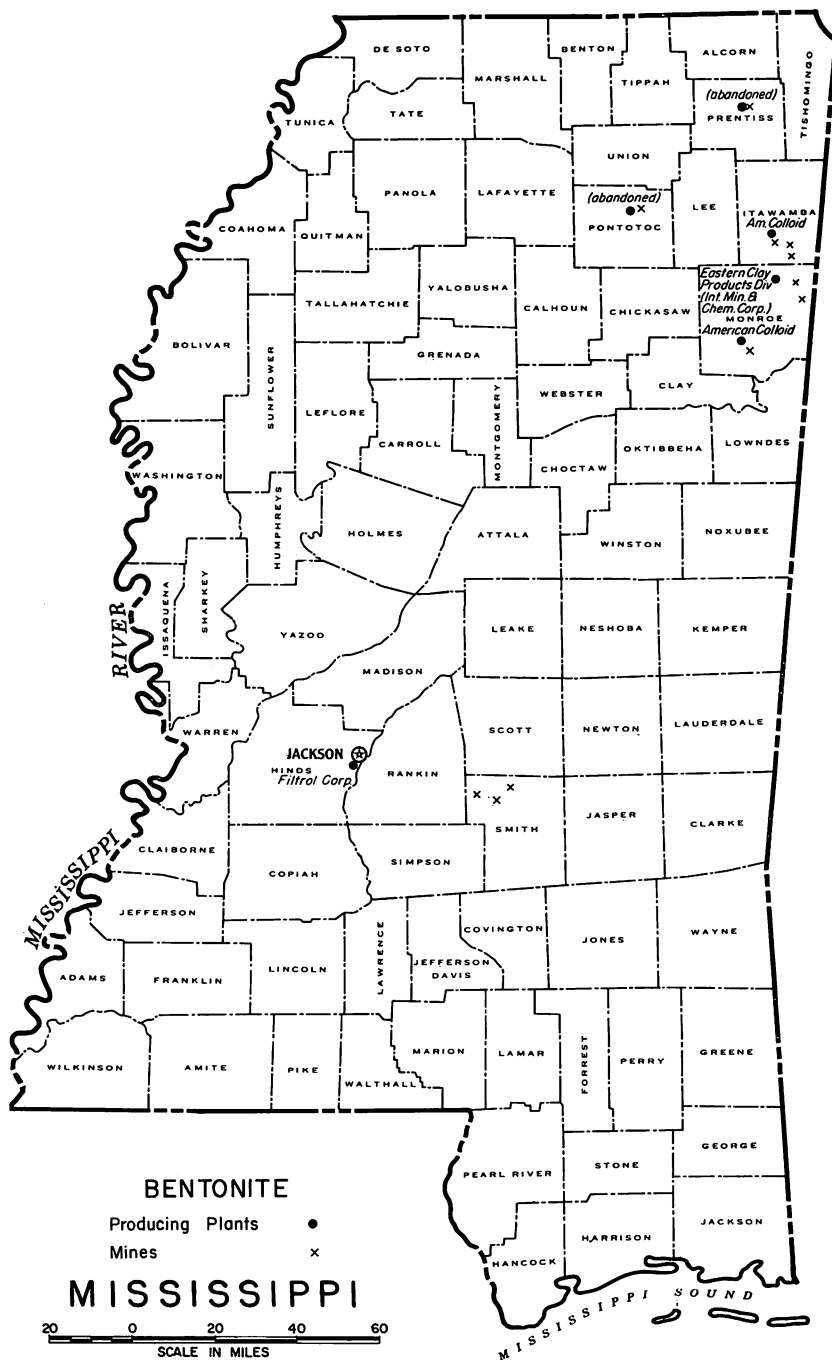 DE SOTO
BENTON
ALCORN
MARSHALL
TIPPAH
TISHOMINGO
(abandoned)
TUNICA
TATE
PRENTISS
UNION
PANOLA
LAFAYETTE
(abandoned)
LEE
ITAWAMBA
Am. Colloid
COAHOMA
QUITMAN
PONTOTOC
Eastern Clay
Products Div
(Int. Min. &
Chem. Corp.)
MONROE
American Colloid
TALLAHATCHIE
YALOBUSHA
CALHOUN
CHICKASAW
BOLIVAR
SUNFLOWER
GRENADA
LEFLORE
MONTGOMERY
WEBSTER
CLAY
CARROLL
OKTIBBEHA
LOWNDES
WASHINGTON
CHOCTAW
HUMPHREYS
HOLMES
ATTALA
WINSTON
NOXUBEE
ISSAQUENA
SHARKEY
RIVER
YAZOO
LEAKE
NESHOBA
KEMPER
MADISON
WARREN
SCOTT
NEWTON
LAUDERDALE
JACKSON
HINDS
Filtrol Corp.
RANKIN
SMITH
JASPER
CLARKE
CLAIBORNE
COPIAH
SIMPSON
MISSISSIPPI
JEFFERSON
LAWRENCE
COVINGTON
JONES
WAYNE
ADAMS
FRANKLIN
LINCOLN
JEFFERSON
DAVIS
WILKINSON
AMITE
PIKE
WALTHALL
MARION
LAMAR
FORREST
PERRY
GREENE
PEARL RIVER
STONE
GEORGE
HANCOCK
HARRISON
JACKSON
MISSISSIPPI SOUND
BENTONITE
Producing Plants ●
Mines ×
MISSISSIPPI
20 0 20 40 60
SCALE IN MILES